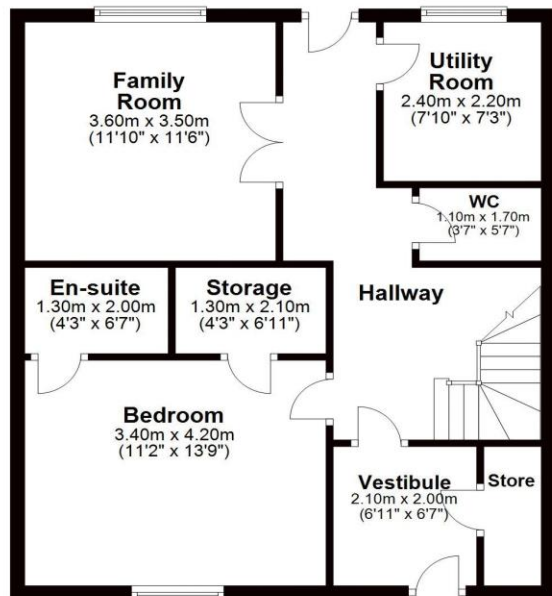 Family
Room
3.60m x 3.50m
(11'10" x 11'6")
Utility
Room
2.40m x 2.20m
(7'10" x 7'3")
WC
1.10m x 1.70m
(3'7" x 5'7")
En-suite
1.30m x 2.00m
(4'3" x 6'7")
Storage
1.30m x 2.10m
(4'3" x 6'11")
Hallway
Bedroom
3.40m x 4.20m
(11'2" x 13'9")
Vestibule
2.10m x 2.00m
(6'11" x 6'7")
Store